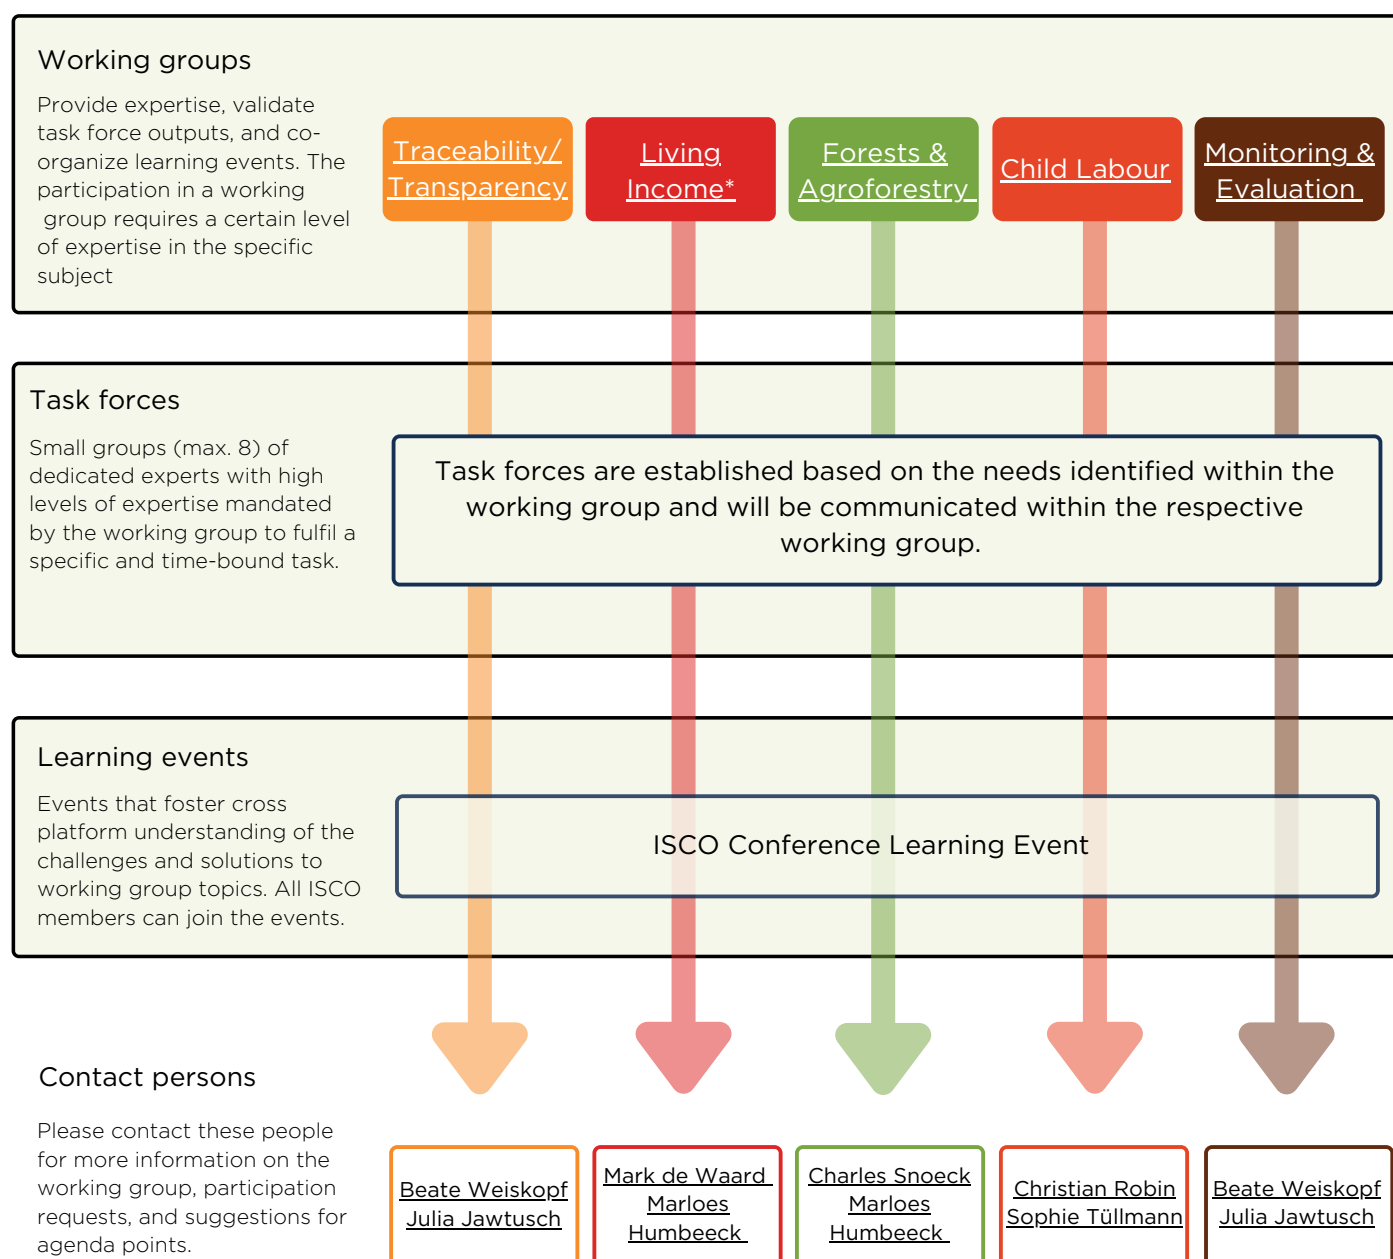 Working groups
Provide expertise, validate
task force outputs, and co-
organize learning events. The
participation in a working
group requires a certain level
of expertise in the specific
subject
Traceability/
Transparency
Living
Income*
Forests &
Agroforestry
Child Labour
Monitoring &
Evaluation
Task forces
Small groups (max. 8) of
dedicated experts with high
levels of expertise mandated
by the working group to fulfil a
specific and time-bound task.
Task forces are established based on the needs identified within the
working group and will be communicated within the respective
working group.
Learning events
Events that foster cross
platform understanding of the
challenges and solutions to
working group topics. All ISCO
members can join the events.
ISCO Conference Learning Event
Contact persons
Please contact these people
for more information on the
working group, participation
requests, and suggestions for
agenda points.
Beate Weiskopf
Julia Jawtusch
Mark de Waard
Marloes
Humbeeck
Charles Snoeck
Marloes
Humbeeck
Christian Robin
Sophie Tüllmann
Beate Weiskopf
Julia Jawtusch